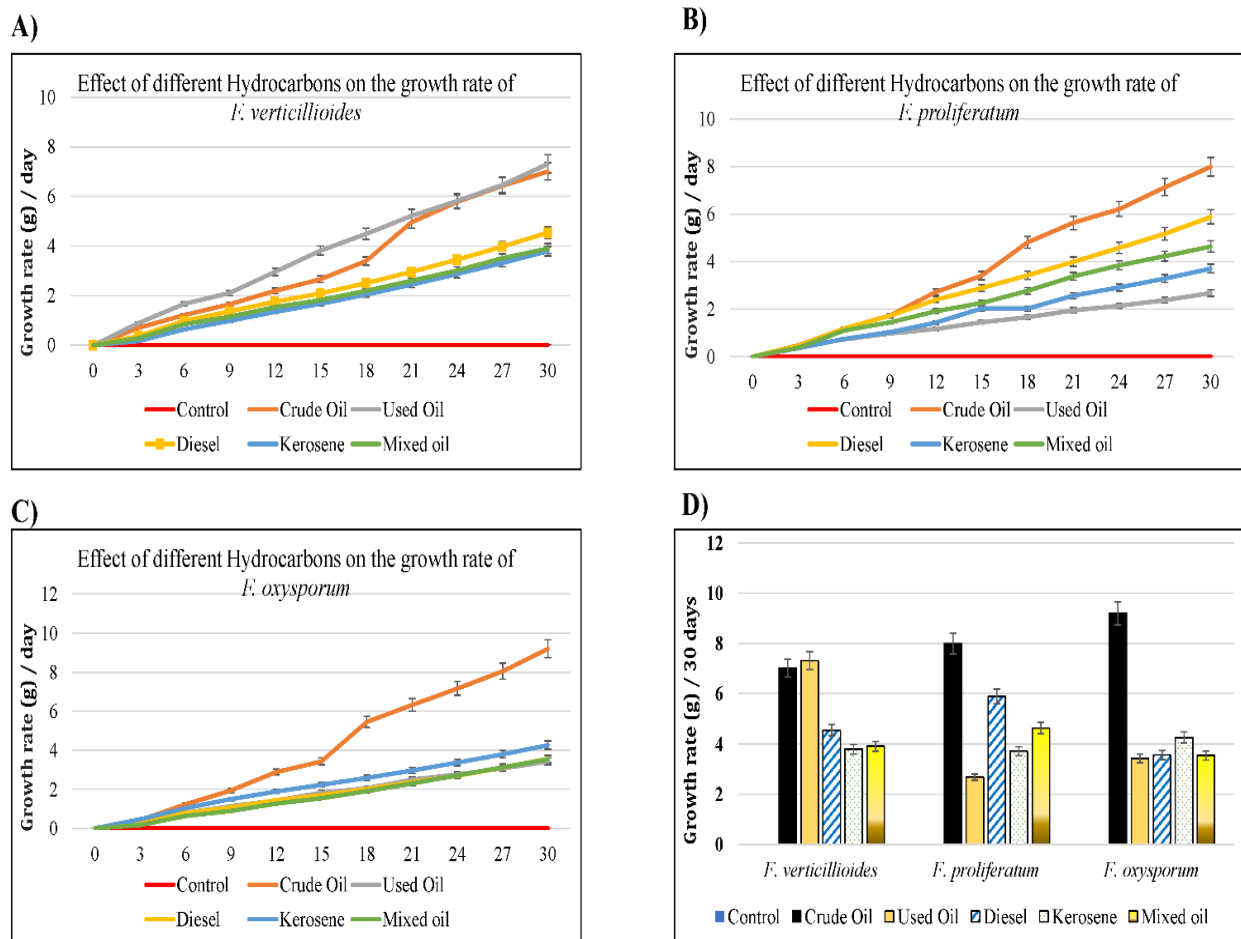 A)
Effect of different Hydrocarbons on the growth rate of
F. verticillioides
Growth rate (g) / day
10
8
6
4
2
0
0 3 6 9 12 15 18 21 24 27 30
Control Crude Oil Used Oil
Diesel Kerosene Mixed oil
B)
Effect of different Hydrocarbons on the growth rate of
F. proliferatum
Growth rate (g) / day
10
8
6
4
2
0
0 3 6 9 12 15 18 21 24 27 30
Control Crude Oil Used Oil
Diesel Kerosene Mixed oil
C)
Effect of different Hydrocarbons on the growth rate of
F. oxysporum
Growth rate (g) / day
12
10
8
6
4
2
0
0 3 6 9 12 15 18 21 24 27 30
Control Crude Oil Used Oil
Diesel Kerosene Mixed oil
D)
Growth rate (g) / 30 days
12
10
8
6
4
2
0
F. verticillioides F. proliferatum F. oxysporum
Control Crude Oil Used Oil Diesel Kerosene Mixed oil